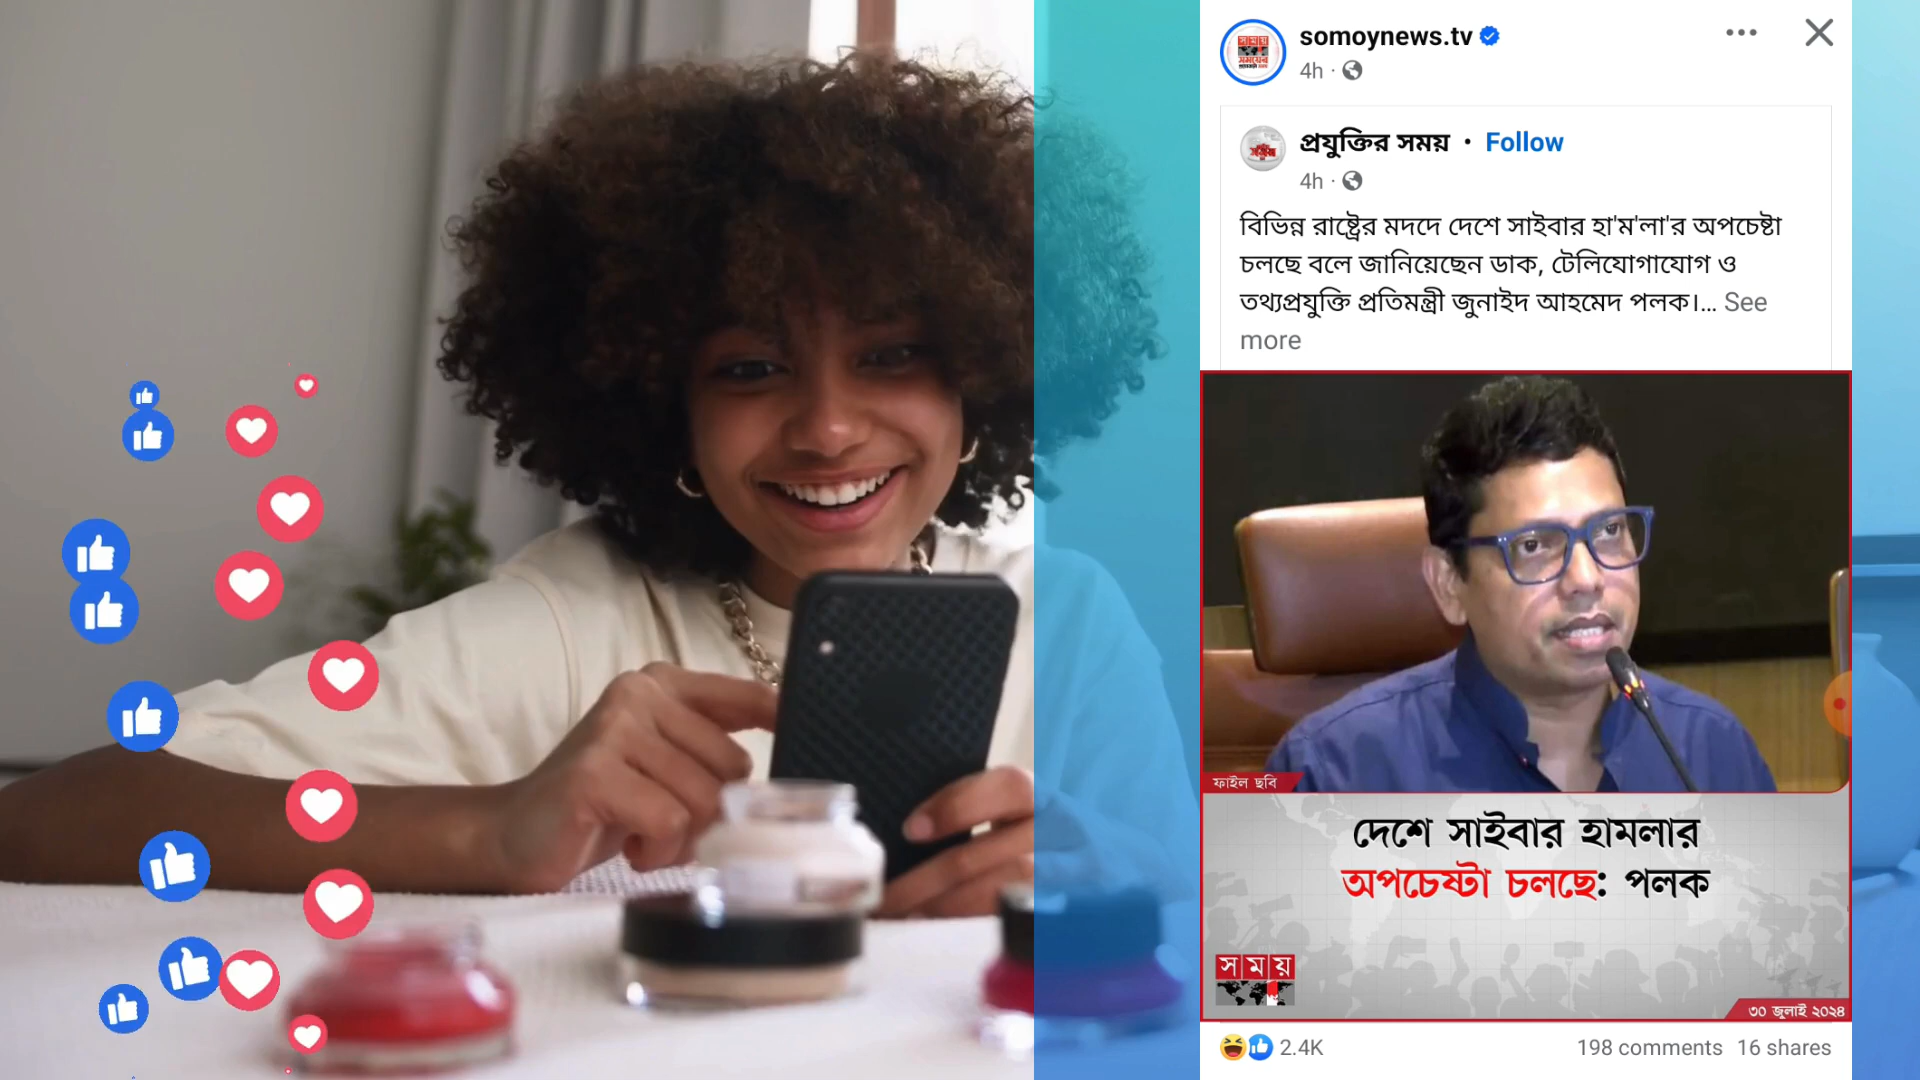 somoynews.tv
4h ·
প্রযুক্তির সময় · Follow
4h ·
বিভিন্ন রাষ্ট্রের মদদে দেশে সাইবার হা'ম'লা'র অপচেষ্টা
চলছে বলে জানিয়েছেন ডাক, টেলিযোগাযোগ ও
তথ্যপ্রযুক্তি প্রতিমন্ত্রী জুনাইদ আহমেদ পলক।... See
more
ফাইল ছবি
দেশে সাইবার হামলার
অপচেষ্টা চলছে: পলক
সময়
৩০ জুলাই ২০২৪
2.4K 198 comments 16 shares